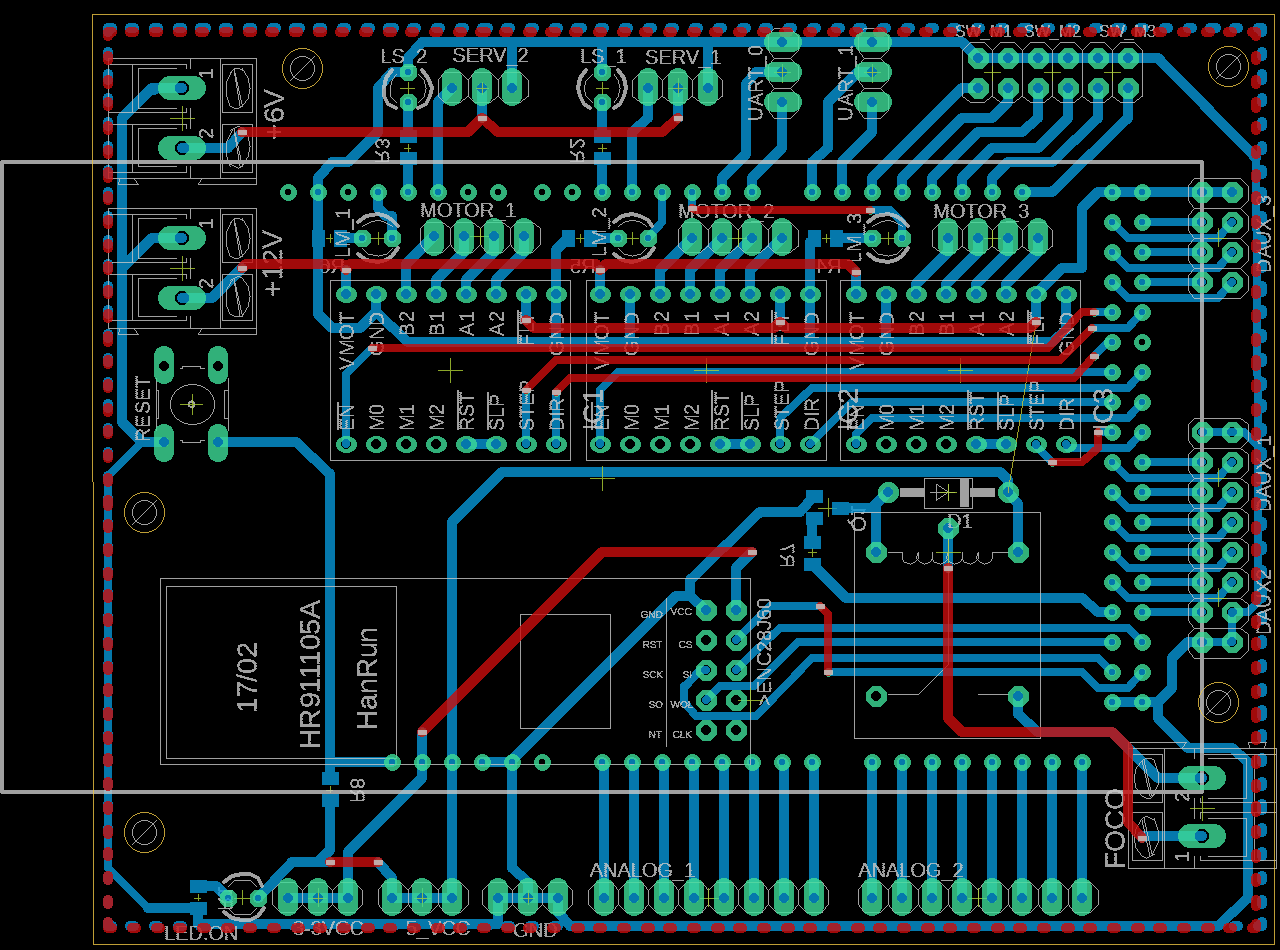 LS_2
SERV_2
LS_1
SERV_1
UART_0
UART_1
SW_M1
SW_M2
SW_M3
1
2
+6V
R3
R2
LM_1
MOTOR_1
LM_2
MOTOR_2
LM_3
MOTOR_3
DAUX_3
1
2
+12V
R6
R5
R4
VMOT
GND
B2
B1
A1
A2
FLT
GND
VMOT
GND
B2
B1
A1
A2
FLT
GND
VMOT
GND
B2
B1
A1
A2
FLT
GND
RESET
EN
M0
M1
M2
RST
SLP
STEP
DIR
IC1
EN
M0
M1
M2
RST
SLP
STEP
DIR
IC2
EN
M0
M1
M2
RST
SLP
STEP
DIR
IC3
DAUX_1
Q1
D1
R7
DAUX2
17/02
HR911105A
HanRun
GND
VCC
RST
CS
SCK
SI
SO
WOL
NT
CLK
>ENC28J60
R8
FOCO
2
1
ANALOG_1
ANALOG_2
LED.ON
3-3VCC
5_VCC
GND